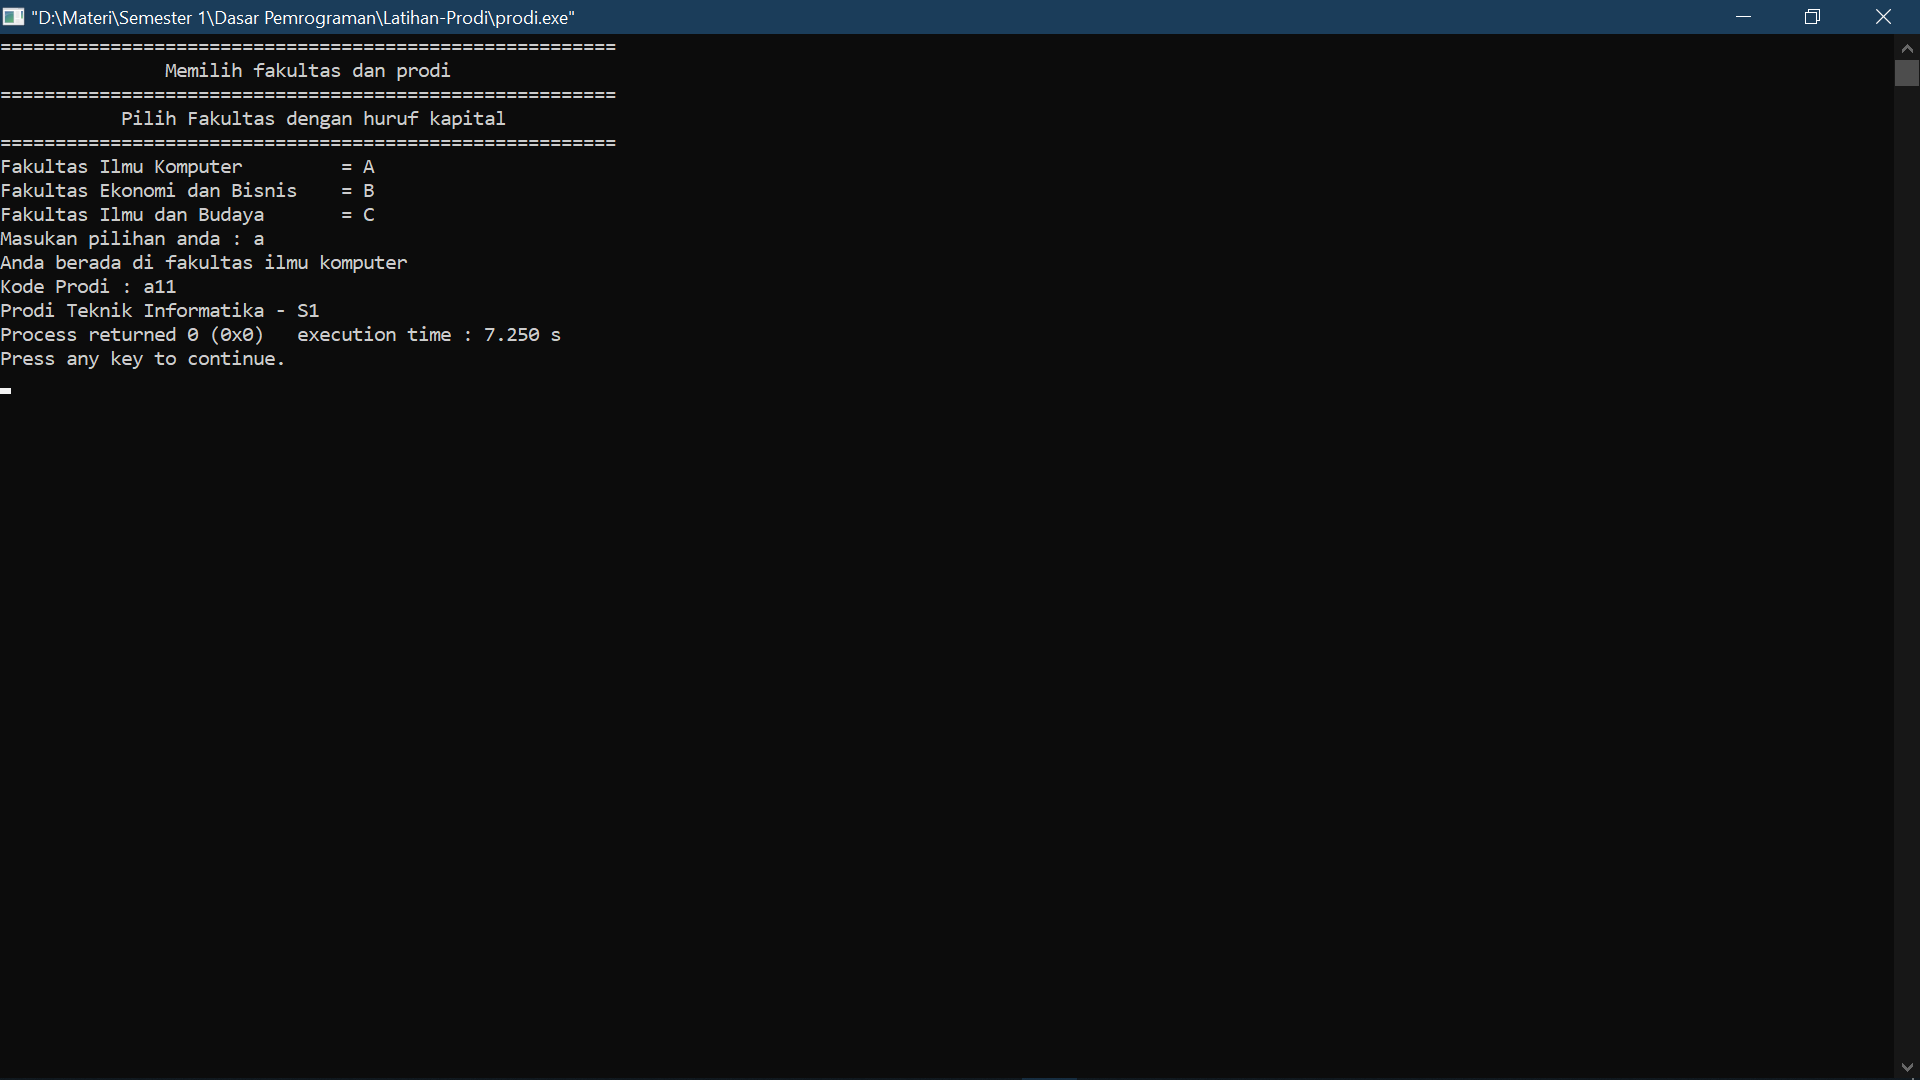 "D:\Materi\Semester 1\Dasar Pemrograman\Latihan-Prodi\prodi.exe"
========================================================
Memilih fakultas dan prodi
========================================================
Pilih Fakultas dengan huruf kapital
========================================================
Fakultas Ilmu Komputer         = A
Fakultas Ekonomi dan Bisnis    = B
Fakultas Ilmu dan Budaya       = C
Masukan pilihan anda : a
Anda berada di fakultas ilmu komputer
Kode Prodi : a11
Prodi Teknik Informatika - S1
Process returned 0 (0x0)   execution time : 7.250 s
Press any key to continue.